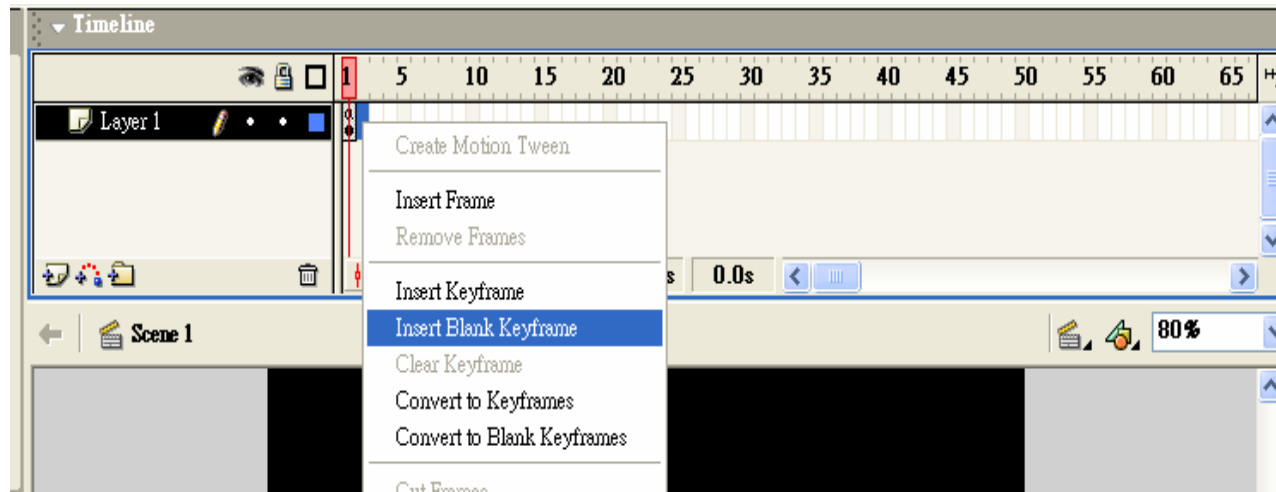 Timeline
1 5 10 15 20 25 30 35 40 45 50 55 60 65
Layer 1
Create Motion Tween
Insert Frame
Remove Frames
s 0.0s
Insert Keyframe
Insert Blank Keyframe
Scene 1
80%
Clear Keyframe
Convert to Keyframes
Convert to Blank Keyframes
Cut Frames